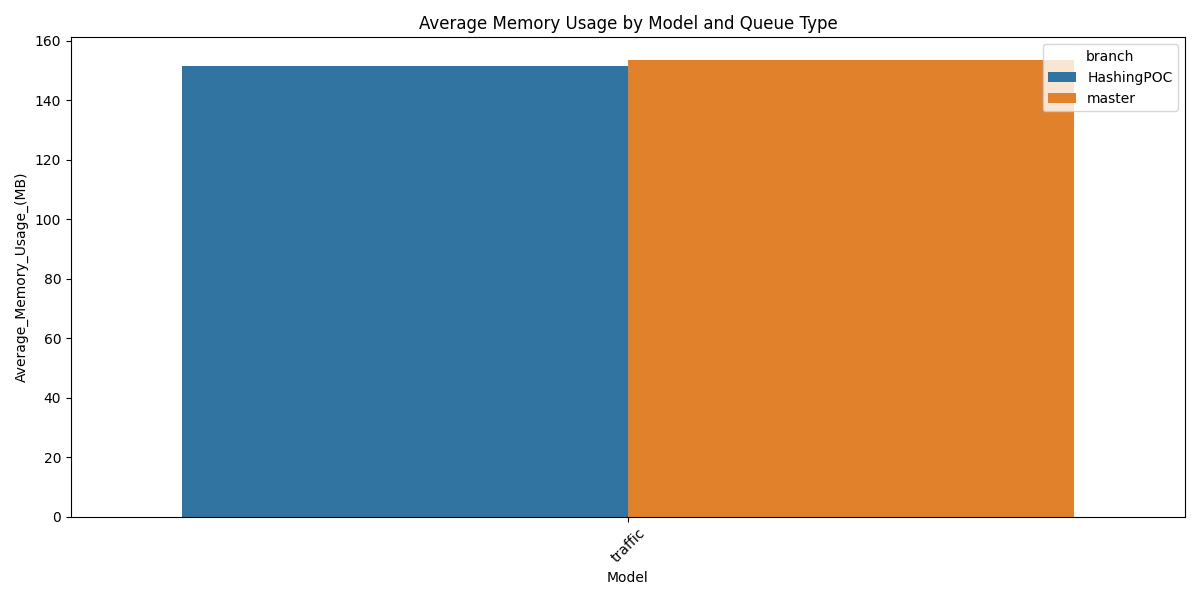 Average Memory Usage by Model and Queue Type
branch
HashingPOC
master
Average_Memory_Usage_(MB)
160
140
120
100
80
60
40
20
0
traffic
Model